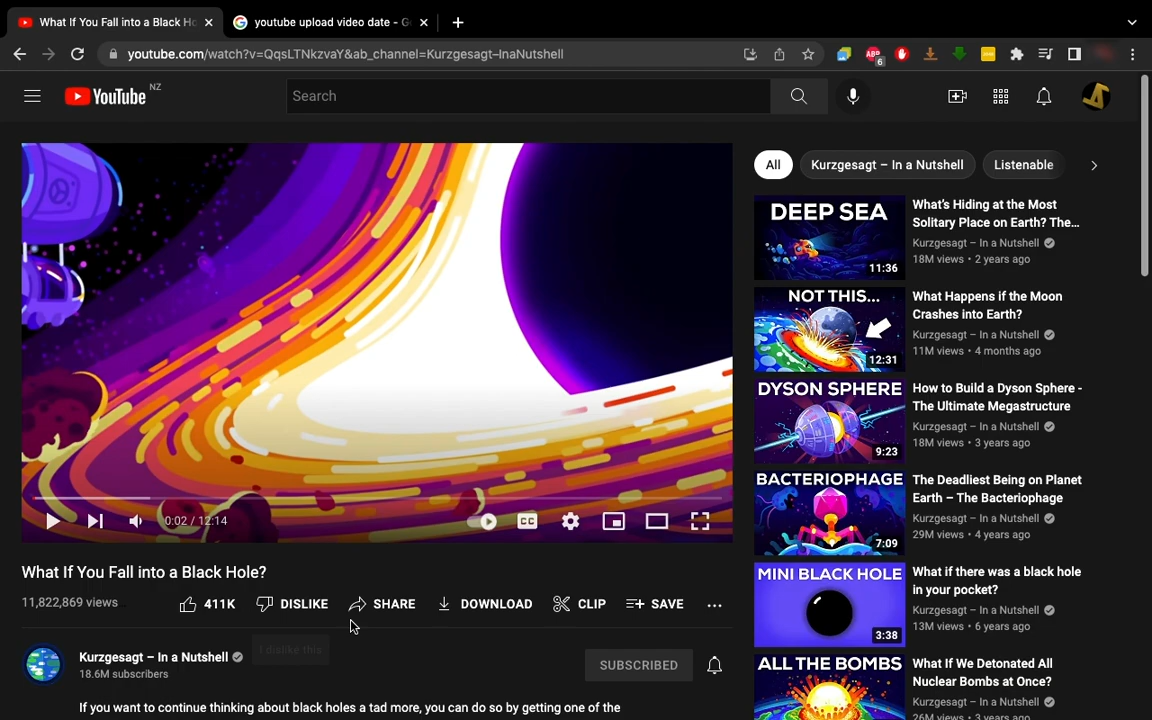 What If You Fall into a Black Ho
youtube upload video date - G
youtube.com/watch?v=QqsLTNkzvaY&ab_channel=Kurzgesagt–InaNutshell
ABP
6
YouTube NZ
Search
All
Kurzgesagt – In a Nutshell
Listenable
DEEP SEA
11:36
What's Hiding at the Most
Solitary Place on Earth? The...
Kurzgesagt – In a Nutshell
18M views • 2 years ago
NOT THIS...
12:31
What Happens if the Moon
Crashes into Earth?
Kurzgesagt – In a Nutshell
11M views • 4 months ago
DYSON SPHERE
9:23
How to Build a Dyson Sphere -
The Ultimate Megastructure
Kurzgesagt – In a Nutshell
18M views • 3 years ago
BACTERIOPHAGE
7:09
The Deadliest Being on Planet
Earth – The Bacteriophage
Kurzgesagt – In a Nutshell
29M views • 4 years ago
MINI BLACK HOLE
3:38
What if there was a black hole
in your pocket?
Kurzgesagt – In a Nutshell
13M views • 6 years ago
ALL THE BOMBS
What If We Detonated All
Nuclear Bombs at Once?
Kurzgesagt – In a Nutshell
26M views • 3 years ago
0:02 / 12:14
CC
What If You Fall into a Black Hole?
11,822,869 views
411K
DISLIKE
SHARE
DOWNLOAD
CLIP
SAVE
I dislike this
Kurzgesagt – In a Nutshell
18.6M subscribers
SUBSCRIBED
If you want to continue thinking about black holes a tad more, you can do so by getting one of the